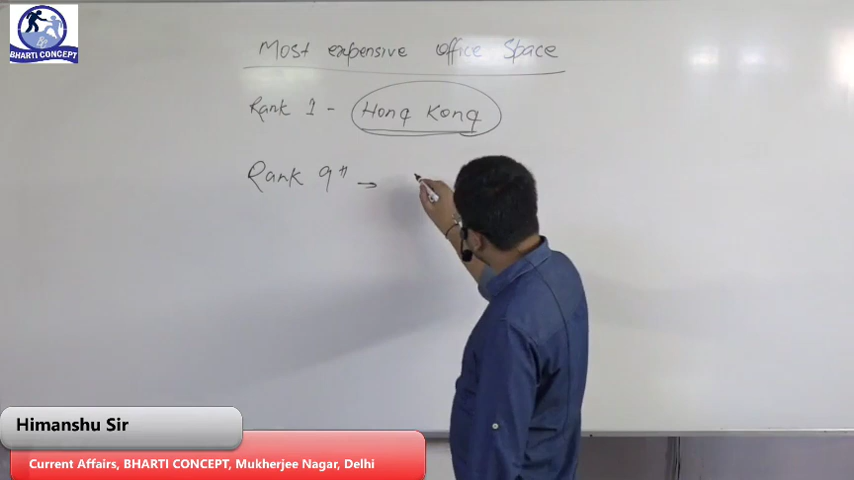 BHARTI CONCEPT
Most expensive office Space
Rank 1 - Hong Kong
Rank 9th →
Himanshu Sir
Current Affairs, BHARTI CONCEPT, Mukherjee Nagar, Delhi